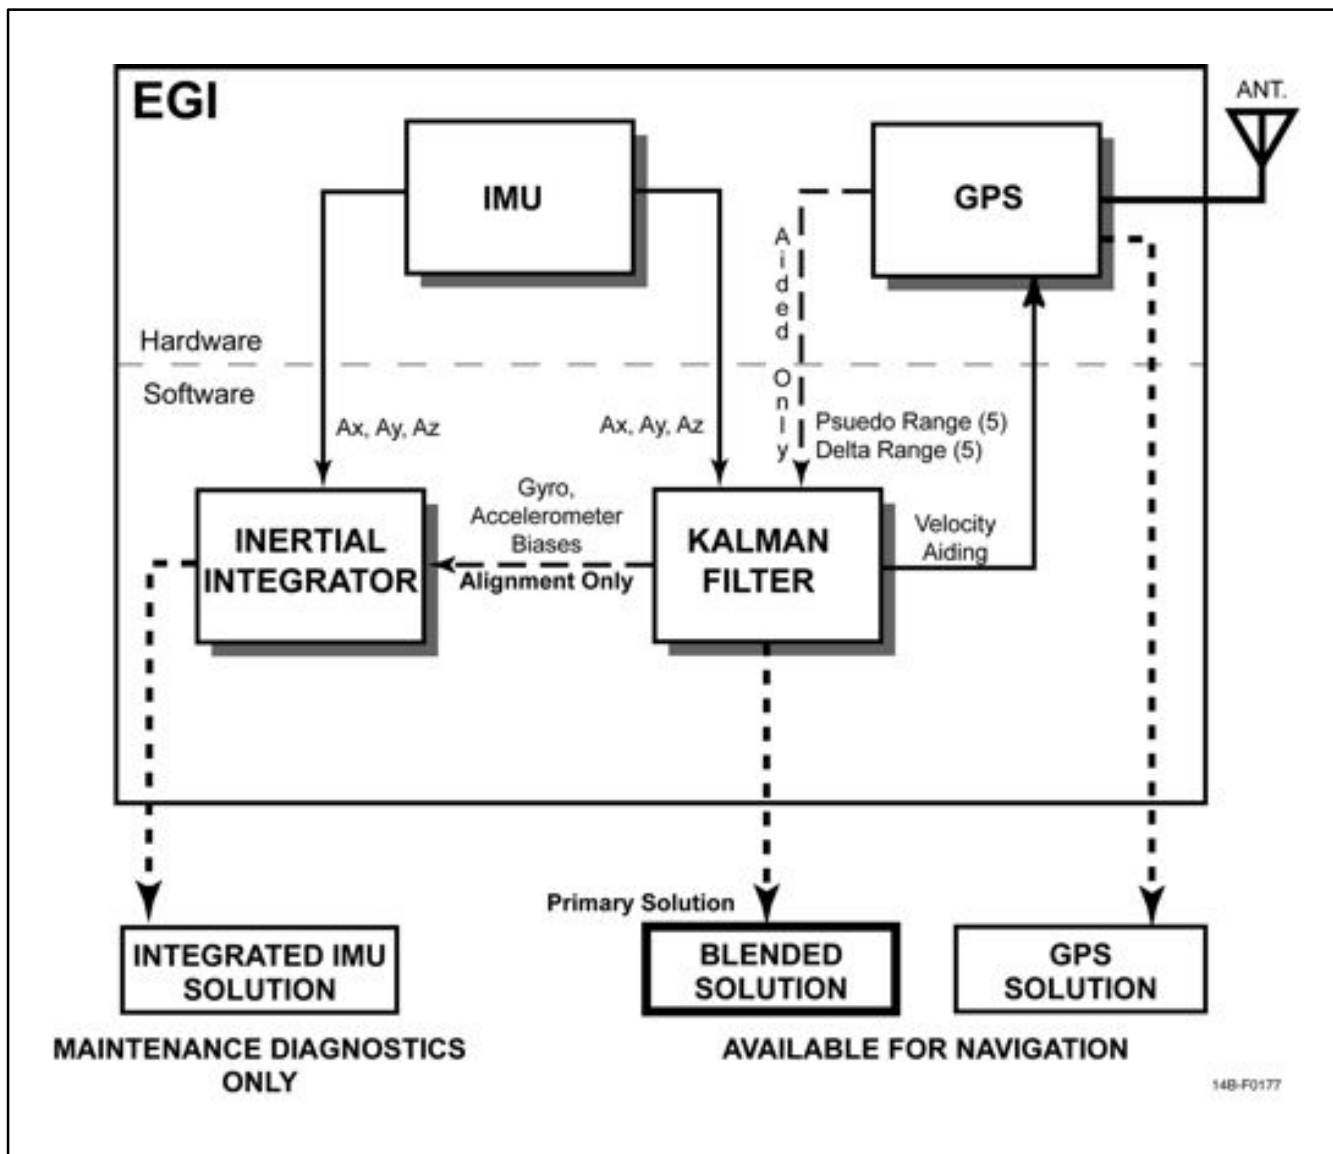 EGI
ANT.
IMU
GPS
Aided Only
Hardware
Software
Ax, Ay, Az
Ax, Ay, Az
Psuedo Range (5)
Delta Range (5)
Gyro,
Accelerometer
Biases
Alignment Only
INERTIAL
INTEGRATOR
KALMAN
FILTER
Velocity
Aiding
Primary Solution
INTEGRATED IMU
SOLUTION
BLENDED
SOLUTION
GPS
SOLUTION
MAINTENANCE DIAGNOSTICS
ONLY
AVAILABLE FOR NAVIGATION
14B-F0177